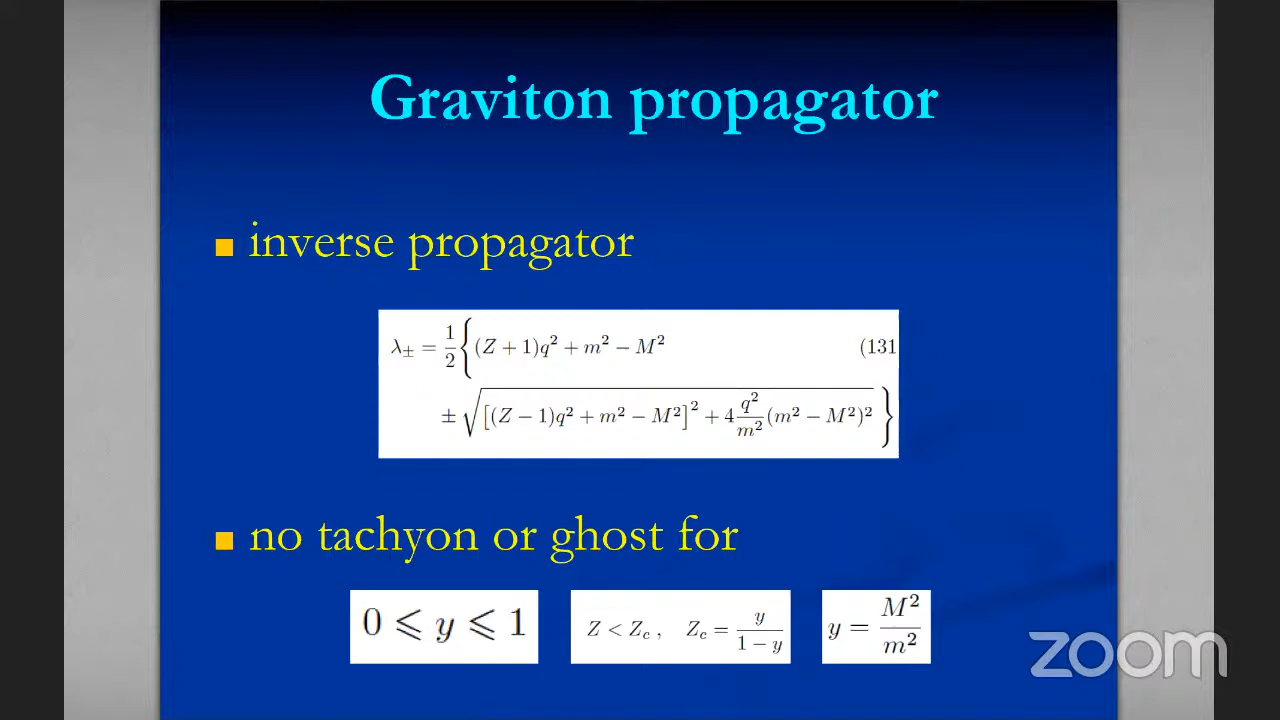 Graviton propagator
■ inverse propagator
λ± = 1/2 { (Z + 1)q² + m² − M² (131
± √( [(Z − 1)q² + m² − M²]² + 4 q²/m² (m² − M²)² ) }
■ no tachyon or ghost for
0 ⩽ y ⩽ 1 Z < Z_c , Z_c = y/(1 − y) y = M²/m²
zoom